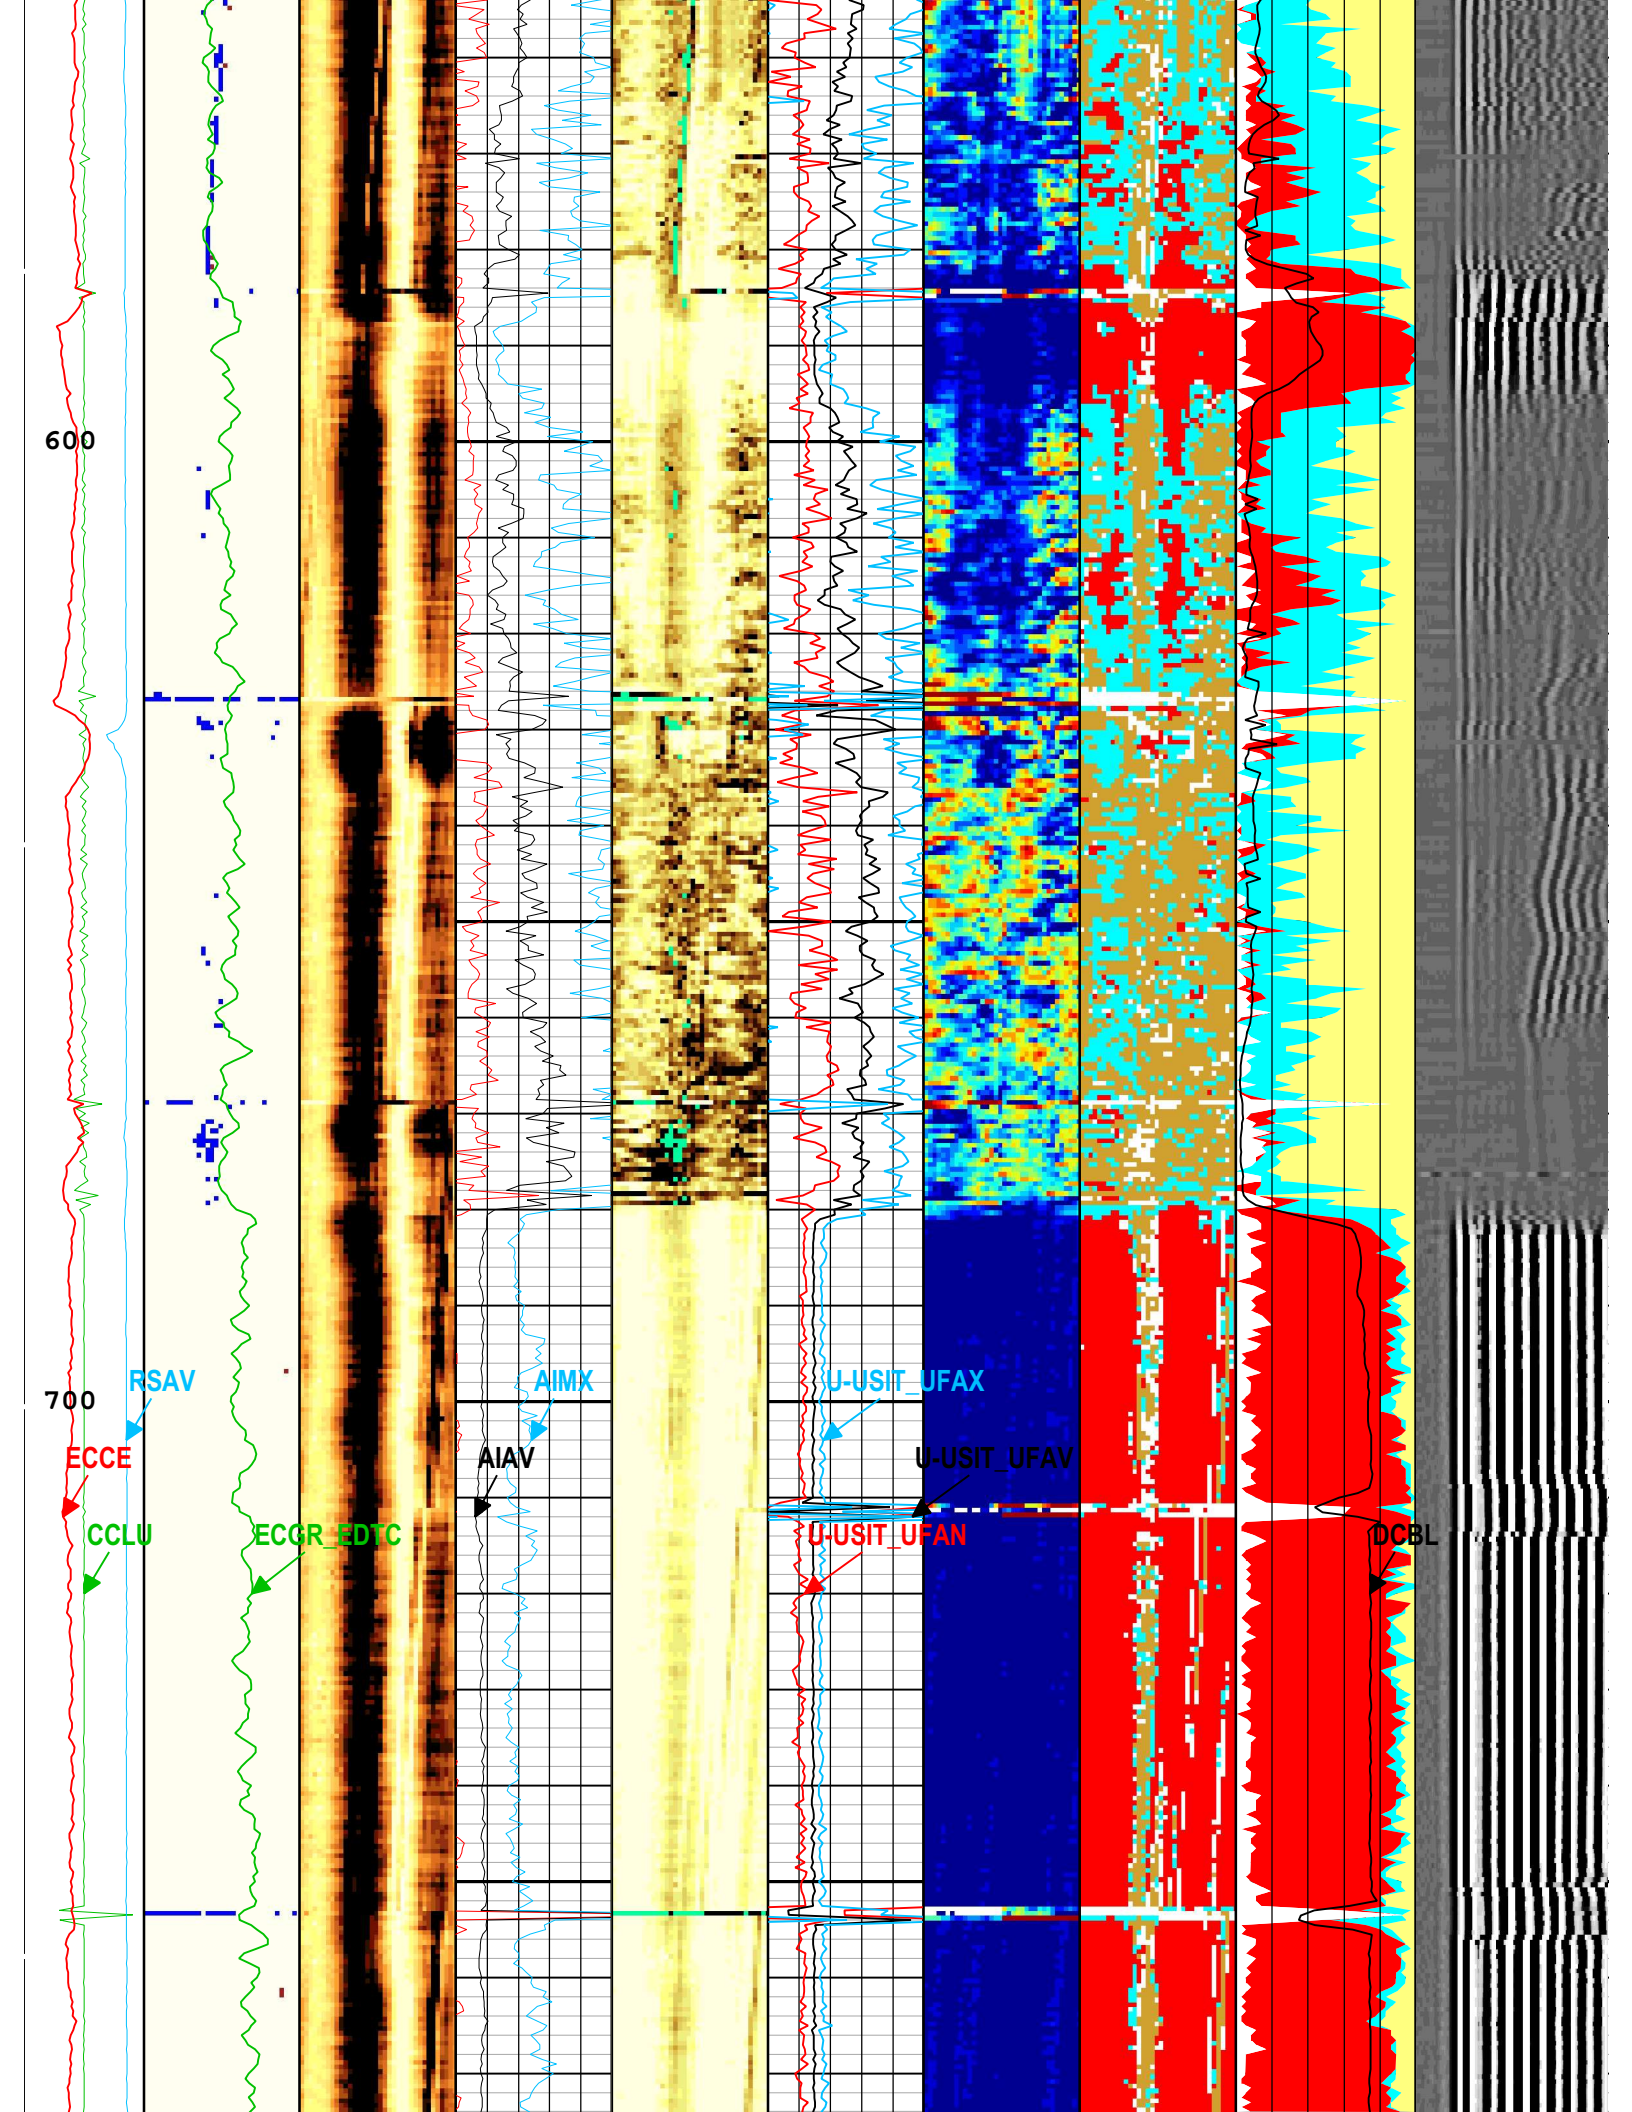 600
RSAV AIMX U-USIT_UFAX
700
ECCE AIAV U-USIT_UFAV
CCLU ECGR_EDTC U-USIT_UFAN DCBL